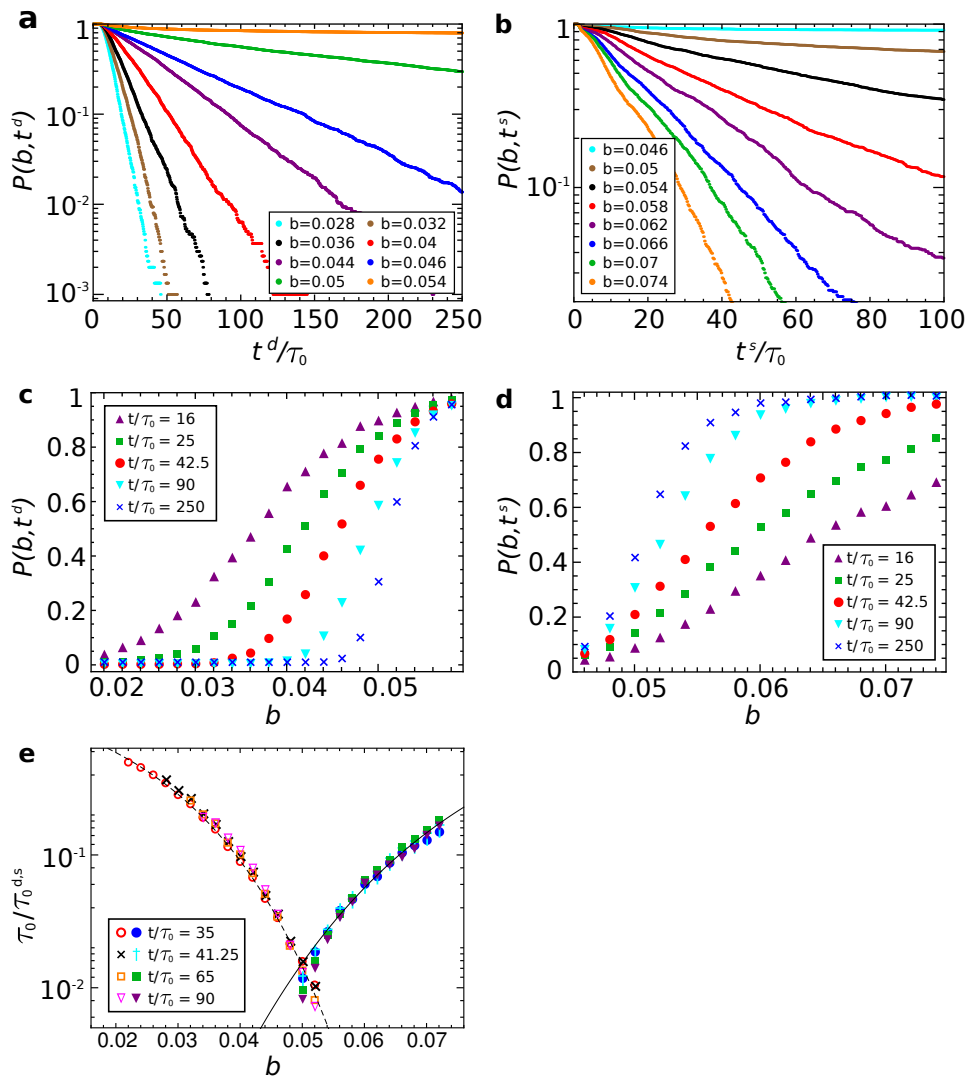 a
P(b,t^d)
1
10^-1
10^-2
10^-3
b=0.028
b=0.032
b=0.036
b=0.04
b=0.044
b=0.046
b=0.05
b=0.054
0 50 100 150 200 250
t^d/τ₀
b
P(b,t^s)
1
10^-1
b=0.046
b=0.05
b=0.054
b=0.058
b=0.062
b=0.066
b=0.07
b=0.074
0 20 40 60 80 100
t^s/τ₀
c
P(b,t^d)
1
0.8
0.6
0.4
0.2
0
t/τ₀ = 16
t/τ₀ = 25
t/τ₀ = 42.5
t/τ₀ = 90
t/τ₀ = 250
0.02 0.03 0.04 0.05
b
d
P(b,t^s)
1
0.8
0.6
0.4
0.2
0
t/τ₀ = 16
t/τ₀ = 25
t/τ₀ = 42.5
t/τ₀ = 90
t/τ₀ = 250
0.05 0.06 0.07
b
e
τ₀/τ₀^d,s
10^-1
10^-2
t/τ₀ = 35
t/τ₀ = 41.25
t/τ₀ = 65
t/τ₀ = 90
0.02 0.03 0.04 0.05 0.06 0.07
b